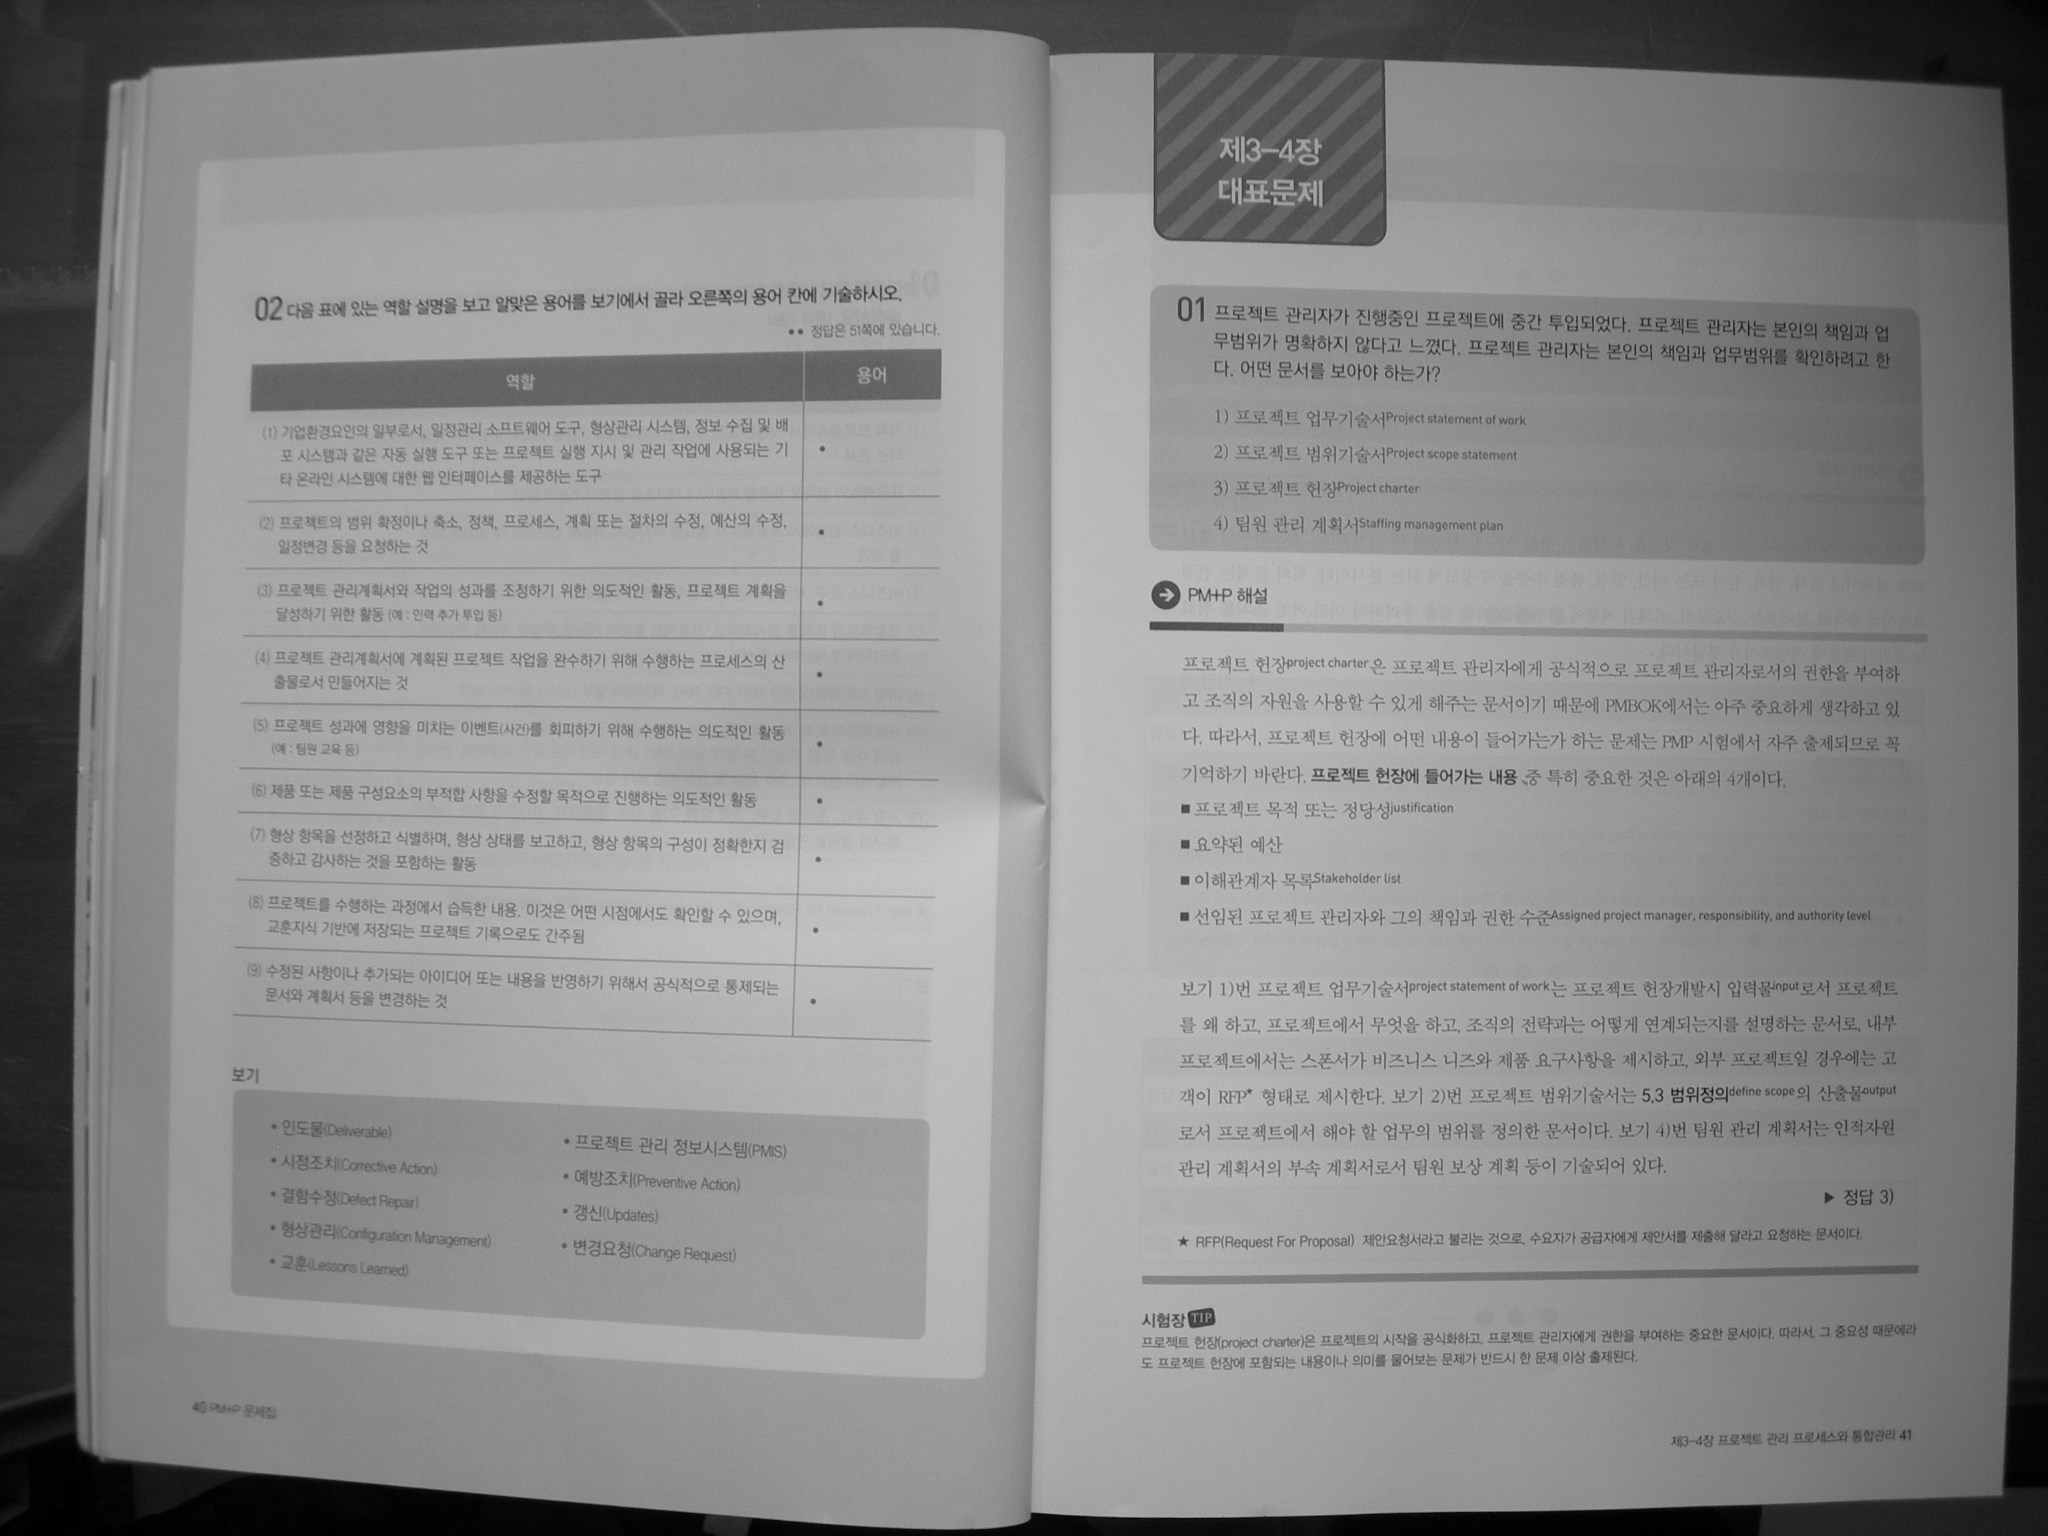 02 다음 표에 있는 역할 설명을 보고 알맞은 용어를 보기에서 골라 오른쪽의 용어 칸에 기술하시오.
•• 정답은 51쪽에 있습니다.
역할 용어
(1) 기업환경요인의 일부로서, 일정관리 소프트웨어 도구, 형상관리 시스템, 정보 수집 및 배
포 시스템과 같은 자동 실행 도구 또는 프로젝트 실행 지시 및 관리 작업에 사용되는 기
타 온라인 시스템에 대한 웹 인터페이스를 제공하는 도구
•
(2) 프로젝트의 범위 확정이나 축소, 정책, 프로세스, 계획 또는 절차의 수정, 예산의 수정,
일정변경 등을 요청하는 것
•
(3) 프로젝트 관리계획서와 작업의 성과를 조정하기 위한 의도적인 활동, 프로젝트 계획을
달성하기 위한 활동 (예 : 인력 추가 투입 등)
•
(4) 프로젝트 관리계획서에 계획된 프로젝트 작업을 완수하기 위해 수행하는 프로세스의 산
출물로서 만들어지는 것
•
(5) 프로젝트 성과에 영향을 미치는 이벤트(사건)를 회피하기 위해 수행하는 의도적인 활동
(예 : 팀원 교육 등)
•
(6) 제품 또는 제품 구성요소의 부적합 사항을 수정할 목적으로 진행하는 의도적인 활동
•
(7) 형상 항목을 선정하고 식별하며, 형상 상태를 보고하고, 형상 항목의 구성이 정확한지 검
증하고 감사하는 것을 포함하는 활동
•
(8) 프로젝트를 수행하는 과정에서 습득한 내용. 이것은 어떤 시점에서도 확인할 수 있으며,
교훈지식 기반에 저장되는 프로젝트 기록으로도 간주됨
•
(9) 수정된 사항이나 추가되는 아이디어 또는 내용을 반영하기 위해서 공식적으로 통제되는
문서와 계획서 등을 변경하는 것
•
보기
• 인도물(Deliverable)
• 시정조치(Corrective Action)
• 결함수정(Defect Repair)
• 형상관리(Configuration Management)
• 교훈(Lessons Learned)
• 프로젝트 관리 정보시스템(PMIS)
• 예방조치(Preventive Action)
• 갱신(Updates)
• 변경요청(Change Request)
40 PM+P 문제집
제3-4장
대표문제
01 프로젝트 관리자가 진행중인 프로젝트에 중간 투입되었다. 프로젝트 관리자는 본인의 책임과 업
무범위가 명확하지 않다고 느꼈다. 프로젝트 관리자는 본인의 책임과 업무범위를 확인하려고 한
다. 어떤 문서를 보아야 하는가?
1) 프로젝트 업무기술서Project statement of work
2) 프로젝트 범위기술서Project scope statement
3) 프로젝트 헌장Project charter
4) 팀원 관리 계획서Staffing management plan
PM+P 해설
프로젝트 헌장project charter은 프로젝트 관리자에게 공식적으로 프로젝트 관리자로서의 권한을 부여하
고 조직의 자원을 사용할 수 있게 해주는 문서이기 때문에 PMBOK에서는 아주 중요하게 생각하고 있
다. 따라서, 프로젝트 헌장에 어떤 내용이 들어가는가 하는 문제는 PMP 시험에서 자주 출제되므로 꼭
기억하기 바란다. 프로젝트 헌장에 들어가는 내용 중 특히 중요한 것은 아래의 4개이다.
■ 프로젝트 목적 또는 정당성justification
■ 요약된 예산
■ 이해관계자 목록Stakeholder list
■ 선임된 프로젝트 관리자와 그의 책임과 권한 수준Assigned project manager, responsibility, and authority level
보기 1)번 프로젝트 업무기술서project statement of work는 프로젝트 헌장개발시 입력물input로서 프로젝트
를 왜 하고, 프로젝트에서 무엇을 하고, 조직의 전략과는 어떻게 연계되는지를 설명하는 문서로, 내부
프로젝트에서는 스폰서가 비즈니스 니즈와 제품 요구사항을 제시하고, 외부 프로젝트일 경우에는 고
객이 RFP★ 형태로 제시한다. 보기 2)번 프로젝트 범위기술서는 5.3 범위정의define scope의 산출물output
로서 프로젝트에서 해야 할 업무의 범위를 정의한 문서이다. 보기 4)번 팀원 관리 계획서는 인적자원
관리 계획서의 부속 계획서로서 팀원 보상 계획 등이 기술되어 있다.
▶ 정답 3)
★ RFP(Request For Proposal) 제안요청서라고 불리는 것으로, 수요자가 공급자에게 제안서를 제출해 달라고 요청하는 문서이다.
시험장 TIP
프로젝트 헌장(project charter)은 프로젝트의 시작을 공식화하고, 프로젝트 관리자에게 권한을 부여하는 중요한 문서이다. 따라서, 그 중요성 때문에라
도 프로젝트 헌장에 포함되는 내용이나 의미를 물어보는 문제가 반드시 한 문제 이상 출제된다.
제3-4장 프로젝트 관리 프로세스와 통합관리 41